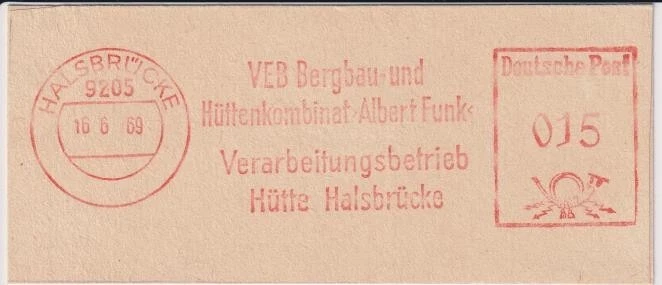 HALSBRÜCKE
9205
16 6 69
VEB Bergbau- und
Hüttenkombinat ›Albert Funk‹
Verarbeitungsbetrieb
Hütte Halsbrücke
Deutsche Post
015